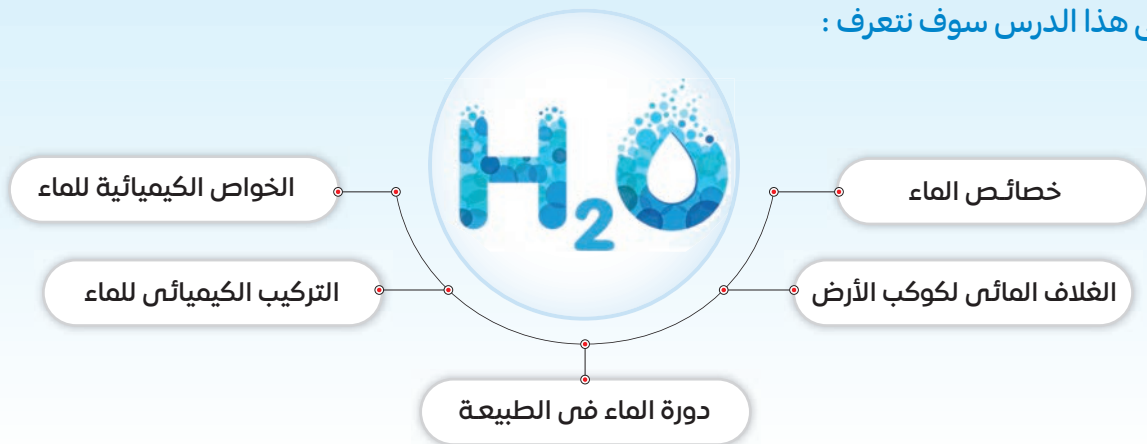 هذا الدرس سوف نتعرف :
H2O
خصائص الماء
الخواص الكيميائية للماء
الغلاف المائى لكوكب الأرض
التركيب الكيميائى للماء
دورة الماء فى الطبيعة